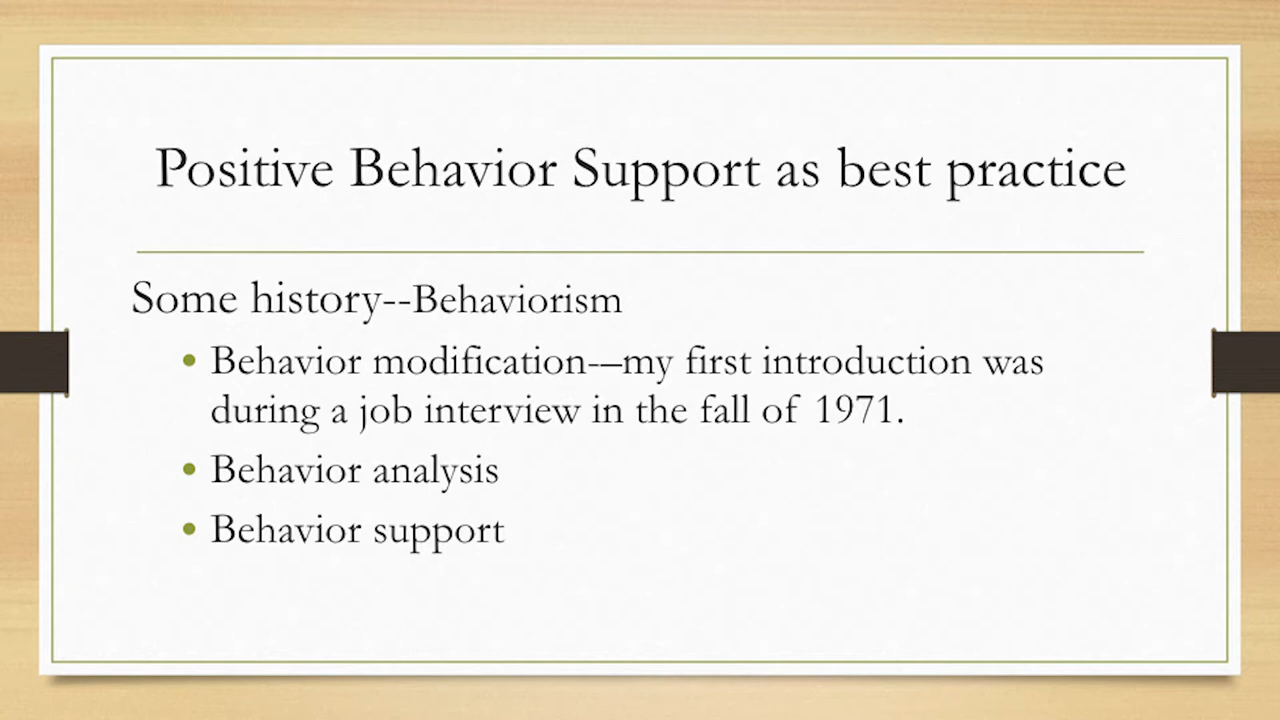 Positive Behavior Support as best practice
Some history--Behaviorism
• Behavior modification-–my first introduction was
during a job interview in the fall of 1971.
• Behavior analysis
• Behavior support